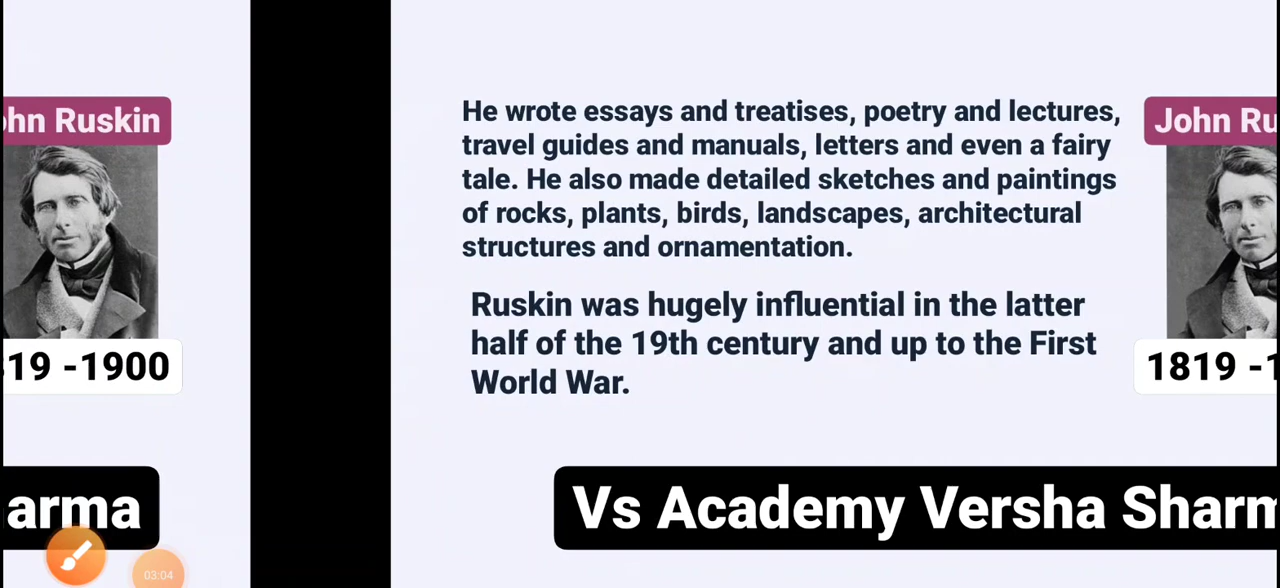 ohn Ruskin
19 -1900
arma
03:04
He wrote essays and treatises, poetry and lectures,
travel guides and manuals, letters and even a fairy
tale. He also made detailed sketches and paintings
of rocks, plants, birds, landscapes, architectural
structures and ornamentation.
Ruskin was hugely influential in the latter
half of the 19th century and up to the First
World War.
John Ru
1819 -1
Vs Academy Versha Sharm